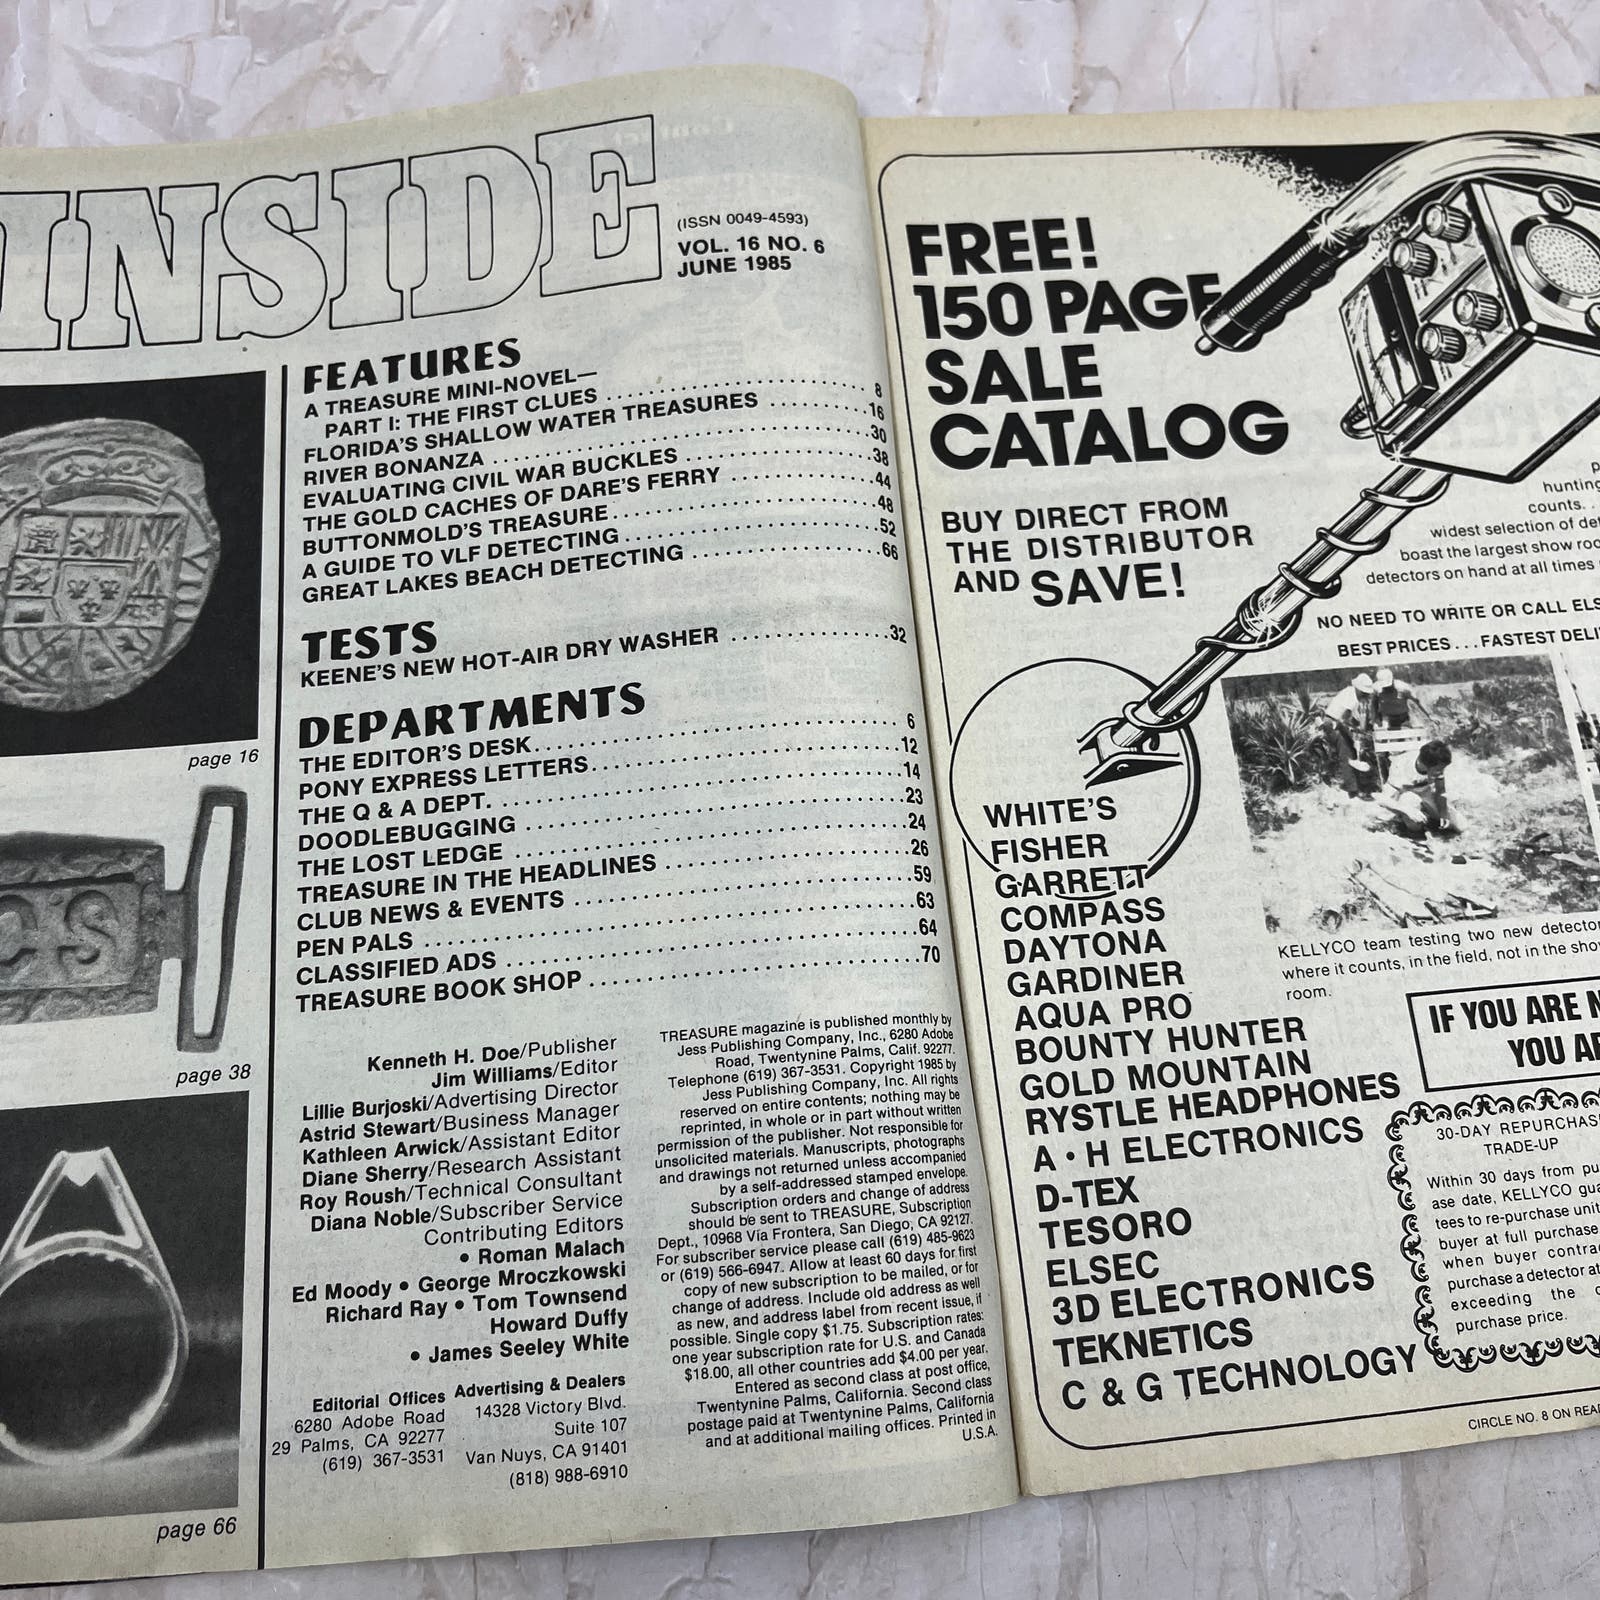 INSIDE
(ISSN 0049-4593)
VOL. 16 NO. 6
JUNE 1985
page 16
C S
page 38
page 66
FEATURES
A TREASURE MINI-NOVEL—
PART I: THE FIRST CLUES ........ 8
FLORIDA'S SHALLOW WATER TREASURES ........ 16
RIVER BONANZA ........ 30
EVALUATING CIVIL WAR BUCKLES ........ 38
THE GOLD CACHES OF DARE'S FERRY ........ 44
BUTTONMOLD'S TREASURE ........ 48
A GUIDE TO VLF DETECTING ........ 52
GREAT LAKES BEACH DETECTING ........ 66
TESTS
KEENE'S NEW HOT-AIR DRY WASHER ........ 32
DEPARTMENTS
THE EDITOR'S DESK ........ 6
PONY EXPRESS LETTERS ........ 12
THE Q & A DEPT. ........ 14
DOODLEBUGGING ........ 23
THE LOST LEDGE ........ 24
TREASURE IN THE HEADLINES ........ 26
CLUB NEWS & EVENTS ........ 59
PEN PALS ........ 63
CLASSIFIED ADS ........ 64
TREASURE BOOK SHOP ........ 70
Kenneth H. Doe/Publisher
Jim Williams/Editor
Lillie Burjoski/Advertising Director
Astrid Stewart/Business Manager
Kathleen Arwick/Assistant Editor
Diane Sherry/Research Assistant
Roy Roush/Technical Consultant
Diana Noble/Subscriber Service
Contributing Editors
• Roman Malach
Ed Moody • George Mroczkowski
Richard Ray • Tom Townsend
Howard Duffy
• James Seeley White
Editorial Offices
6280 Adobe Road
29 Palms, CA 92277
(619) 367-3531
Advertising & Dealers
14328 Victory Blvd.
Suite 107
Van Nuys, CA 91401
(818) 988-6910
TREASURE magazine is published monthly by
Jess Publishing Company, Inc., 6280 Adobe
Road, Twentynine Palms, Calif. 92277.
Telephone (619) 367-3531. Copyright 1985 by
Jess Publishing Company, Inc. All rights
reserved on entire contents; nothing may be
reprinted, in whole or in part without written
permission of the publisher. Not responsible for
unsolicited materials. Manuscripts, photographs
and drawings not returned unless accompanied
by a self-addressed stamped envelope.
Subscription orders and change of address
should be sent to TREASURE, Subscription
Dept., 10968 Via Frontera, San Diego, CA 92127.
For subscriber service please call (619) 485-9623
or (619) 566-6947. Allow at least 60 days for first
copy of new subscription to be mailed, or for
change of address. Include old address as well
as new, and address label from recent issue, if
possible. Single copy $1.75. Subscription rates:
one year subscription rate for U.S. and Canada
$18.00, all other countries add $4.00 per year.
Entered as second class at post office,
Twentynine Palms, California. Second class
postage paid at Twentynine Palms, California
and at additional mailing offices. Printed in
U.S.A.
FREE!
150 PAGE
SALE
CATALOG
BUY DIRECT FROM
THE DISTRIBUTOR
AND SAVE!
hunting
counts. .
widest selection of det
boast the largest show roo
detectors on hand at all times
NO NEED TO WRITE OR CALL ELS
BEST PRICES . . . FASTEST DELI
WHITE'S
FISHER
GARRETT
COMPASS
DAYTONA
GARDINER
AQUA PRO
BOUNTY HUNTER
GOLD MOUNTAIN
RYSTLE HEADPHONES
A • H ELECTRONICS
D-TEX
TESORO
ELSEC
3D ELECTRONICS
TEKNETICS
C & G TECHNOLOGY
KELLYCO team testing two new detector
where it counts, in the field, not in the sho
room.
IF YOU ARE N
YOU AR
30-DAY REPURCHASE
TRADE-UP
Within 30 days from pu
ase date, KELLYCO gua
tees to re-purchase unit
buyer at full purchase
when buyer contra
purchase a detector at
exceeding the o
purchase price.
CIRCLE NO. 8 ON READ